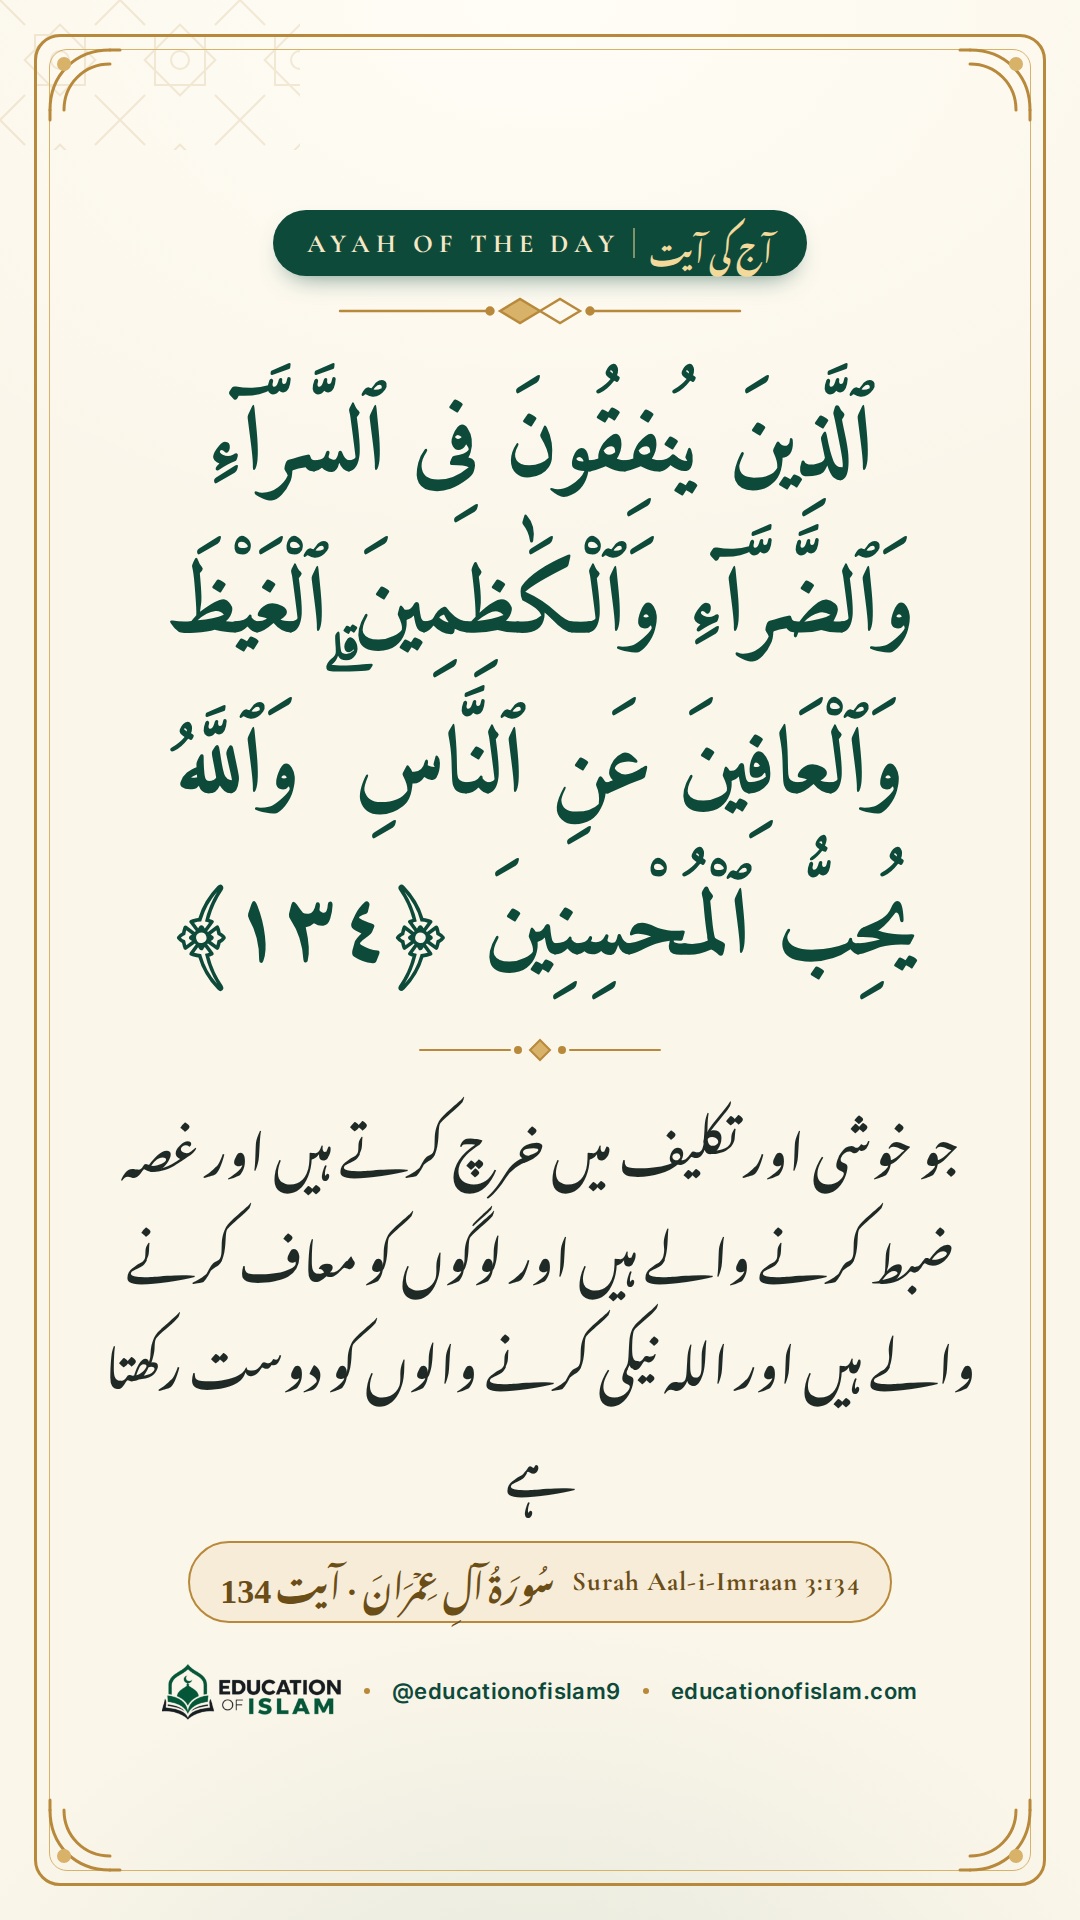 AYAH OF THE DAY | آج کی آیت
ٱلَّذِينَ يُنفِقُونَ فِى ٱلسَّرَّآءِ
وَٱلضَّرَّآءِ وَٱلْكَـٰظِمِينَ ٱلْغَيْظَ
وَٱلْعَافِينَ عَنِ ٱلنَّاسِ ۗ وَٱللَّهُ
يُحِبُّ ٱلْمُحْسِنِينَ ﴿١٣٤﴾
جو خوشی اور تکلیف میں خرچ کرتے ہیں اور غصہ
ضبط کرنے والے ہیں اور لوگوں کو معاف کرنے
والے ہیں اور اللہ نیکی کرنے والوں کو دوست رکھتا
ہے
سُورَةُ آلِ عِمۡرَانَ · آیت 134 Surah Aal-i-Imraan 3:134
EDUCATION OF ISLAM • @educationofislam9 • educationofislam.com